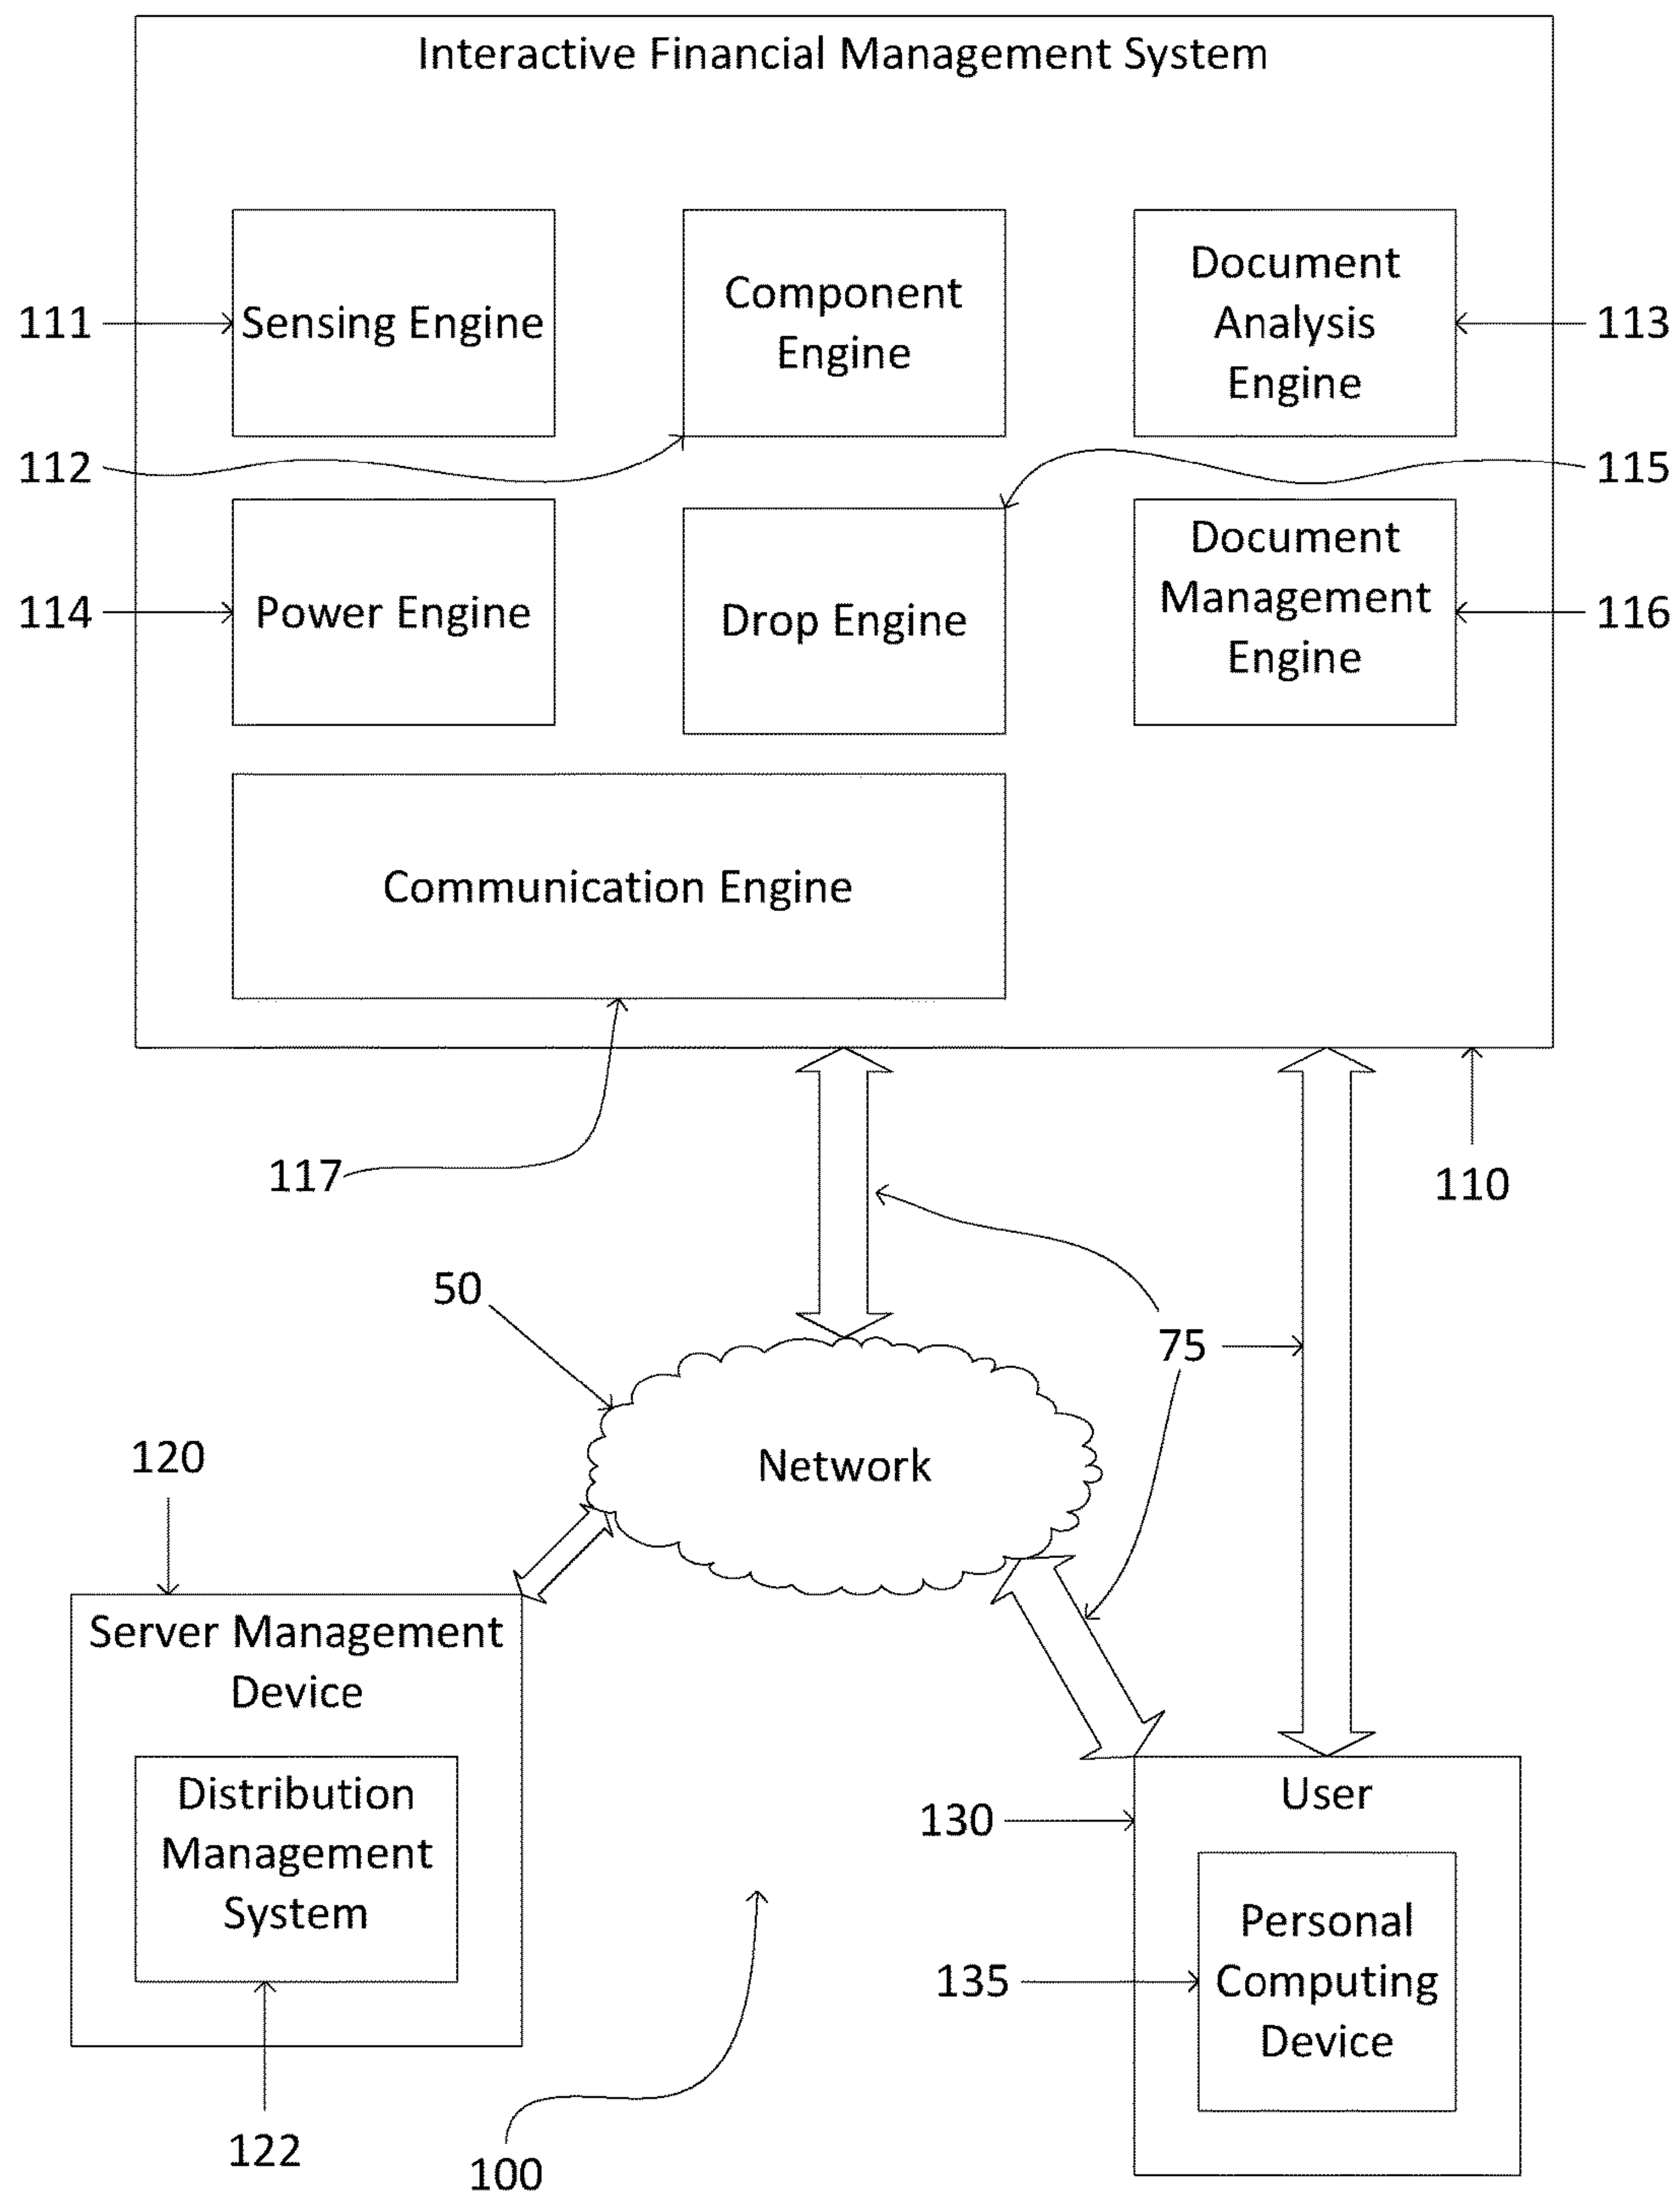 Interactive Financial Management System
111
Sensing Engine
Component
Engine
Document
Analysis
Engine
113
112
115
114
Power Engine
Drop Engine
Document
Management
Engine
116
Communication Engine
117
110
50
75
Network
120
Server Management
Device
Distribution
Management
System
122
100
130
User
135
Personal
Computing
Device